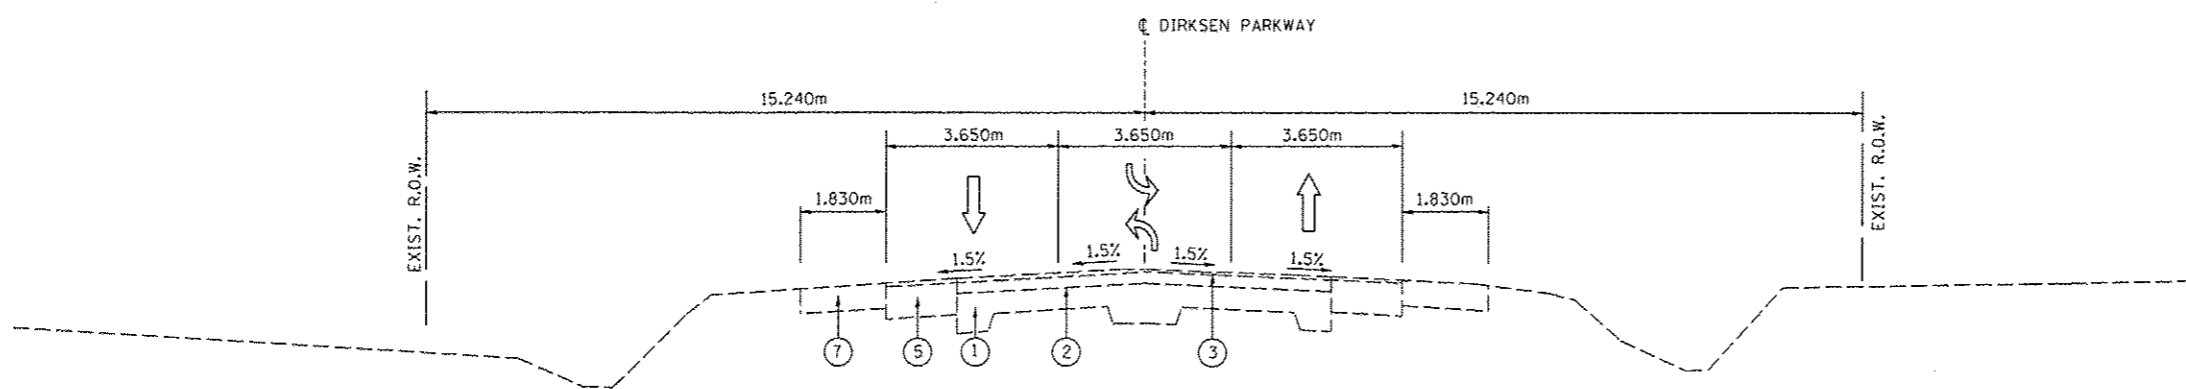 ℄ DIRKSEN PARKWAY
15.240m 15.240m
3.650m 3.650m 3.650m
EXIST. R.O.W. EXIST. R.O.W.
1.830m 1.830m
1.5% 1.5% 1.5% 1.5%
7 5 1 2 3